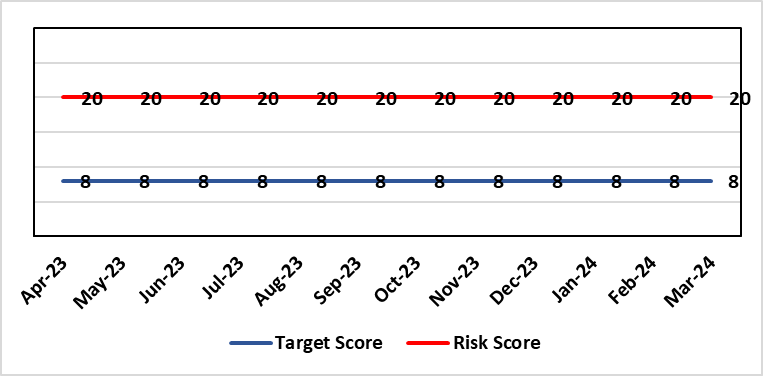 20 20 20 20 20 20 20 20 20 20 20 20
8 8 8 8 8 8 8 8 8 8 8 8
Apr-23 May-23 Jun-23 Jul-23 Aug-23 Sep-23 Oct-23 Nov-23 Dec-23 Jan-24 Feb-24 Mar-24
Target Score Risk Score